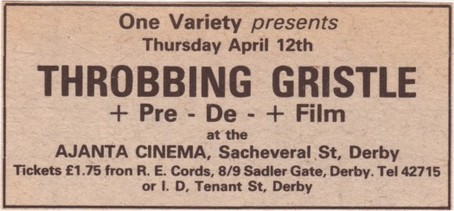 One Variety presents
Thursday April 12th
THROBBING GRISTLE
+ Pre - De - + Film
at the
AJANTA CINEMA, Sacheveral St, Derby
Tickets £1.75 fron R. E. Cords, 8/9 Sadler Gate, Derby. Tel 42715
or I. D, Tenant St, Derby